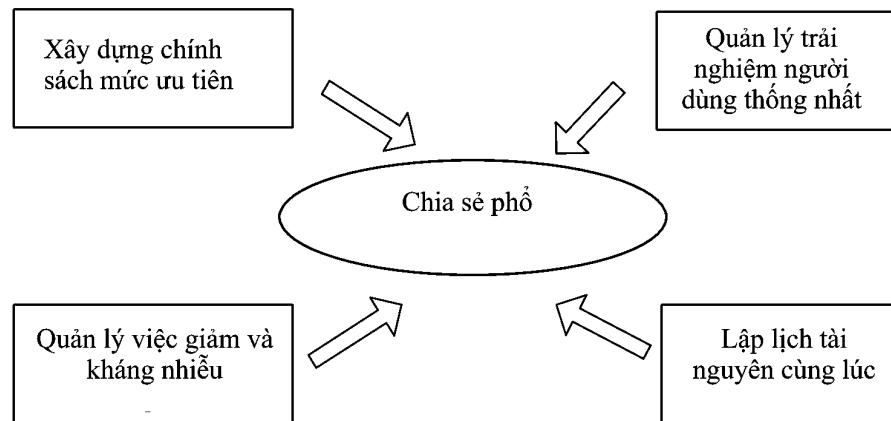 Xây dựng chính
sách mức ưu tiên
Quản lý trải
nghiệm người
dùng thống nhất
Chia sẻ phổ
Quản lý việc giảm và
kháng nhiễu
Lập lịch tài
nguyên cùng lúc